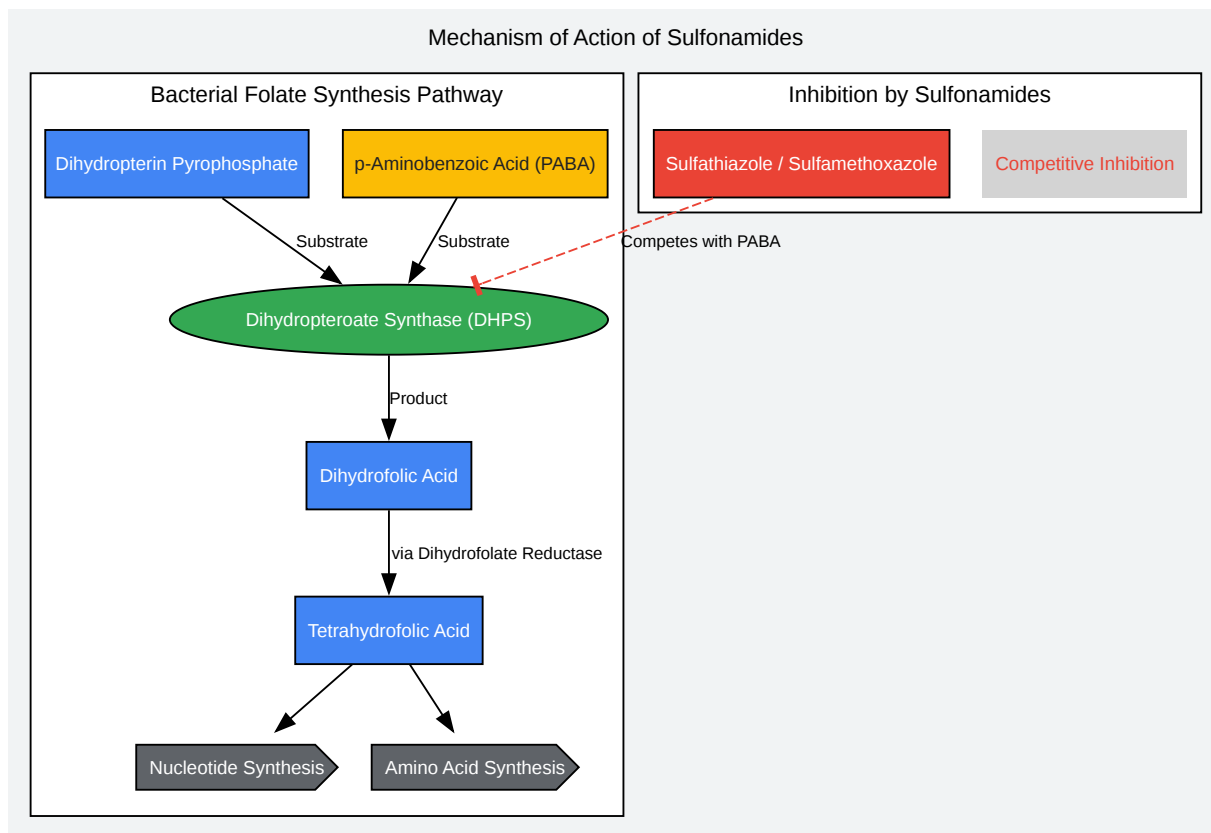 Mechanism of Action of Sulfonamides
Bacterial Folate Synthesis Pathway
Inhibition by Sulfonamides
Dihydropterin Pyrophosphate
p-Aminobenzoic Acid (PABA)
Sulfathiazole / Sulfamethoxazole
Competitive Inhibition
Substrate
Substrate
Competes with PABA
Dihydropteroate Synthase (DHPS)
Product
Dihydrofolic Acid
via Dihydrofolate Reductase
Tetrahydrofolic Acid
Nucleotide Synthesis
Amino Acid Synthesis